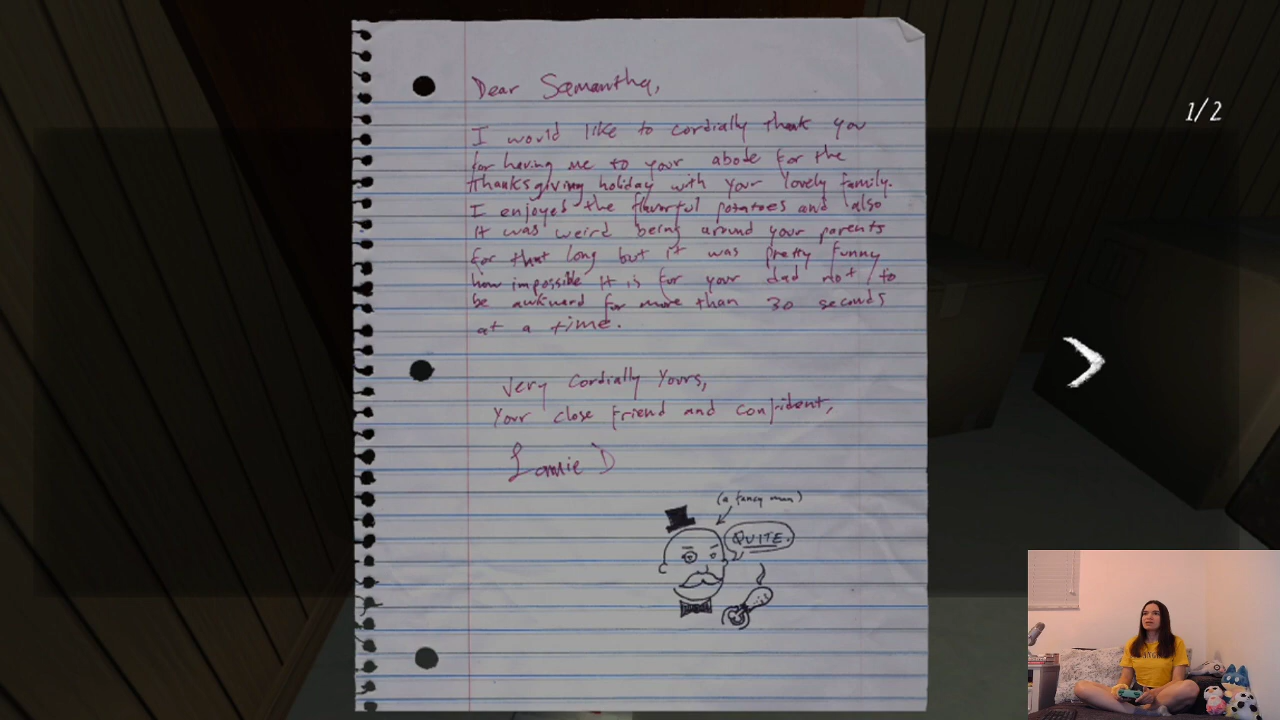 1/2
Dear Samantha,
I would like to cordially thank you
for having me to your abode for the
thanksgiving holiday with your lovely family.
I enjoyed the flavorful potatoes and also
it was weird being around your parents
for that long but it was pretty funny
how impossible it is for your dad not to
be awkward for more than 30 seconds
at a time.
Very Cordially Yours,
Your close friend and confident,
Lonnie D
(a fancy man)
QUITE.